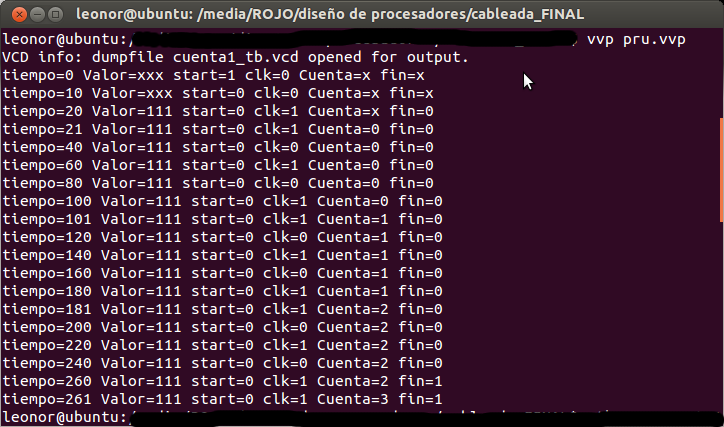 leonor@ubuntu: /media/ROJO/diseño de procesadores/cableada_FINAL
leonor@ubuntu:/ vvp pru.vvp
VCD info: dumpfile cuenta1_tb.vcd opened for output.
tiempo=0 Valor=xxx start=1 clk=0 Cuenta=x fin=x
tiempo=10 Valor=xxx start=0 clk=0 Cuenta=x fin=x
tiempo=20 Valor=111 start=0 clk=1 Cuenta=x fin=0
tiempo=21 Valor=111 start=0 clk=1 Cuenta=0 fin=0
tiempo=40 Valor=111 start=0 clk=0 Cuenta=0 fin=0
tiempo=60 Valor=111 start=0 clk=1 Cuenta=0 fin=0
tiempo=80 Valor=111 start=0 clk=0 Cuenta=0 fin=0
tiempo=100 Valor=111 start=0 clk=1 Cuenta=0 fin=0
tiempo=101 Valor=111 start=0 clk=1 Cuenta=1 fin=0
tiempo=120 Valor=111 start=0 clk=0 Cuenta=1 fin=0
tiempo=140 Valor=111 start=0 clk=1 Cuenta=1 fin=0
tiempo=160 Valor=111 start=0 clk=0 Cuenta=1 fin=0
tiempo=180 Valor=111 start=0 clk=1 Cuenta=1 fin=0
tiempo=181 Valor=111 start=0 clk=1 Cuenta=2 fin=0
tiempo=200 Valor=111 start=0 clk=0 Cuenta=2 fin=0
tiempo=220 Valor=111 start=0 clk=1 Cuenta=2 fin=0
tiempo=240 Valor=111 start=0 clk=0 Cuenta=2 fin=0
tiempo=260 Valor=111 start=0 clk=1 Cuenta=2 fin=1
tiempo=261 Valor=111 start=0 clk=1 Cuenta=3 fin=1
leonor@ubuntu: